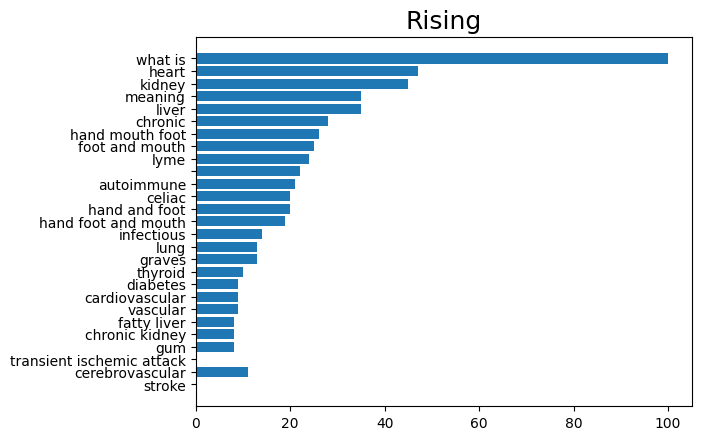 Rising
what is
heart
kidney
meaning
liver
chronic
hand mouth foot
foot and mouth
lyme
autoimmune
celiac
hand and foot
hand foot and mouth
infectious
lung
graves
thyroid
diabetes
cardiovascular
vascular
fatty liver
chronic kidney
gum
transient ischemic attack
cerebrovascular
stroke
0 20 40 60 80 100